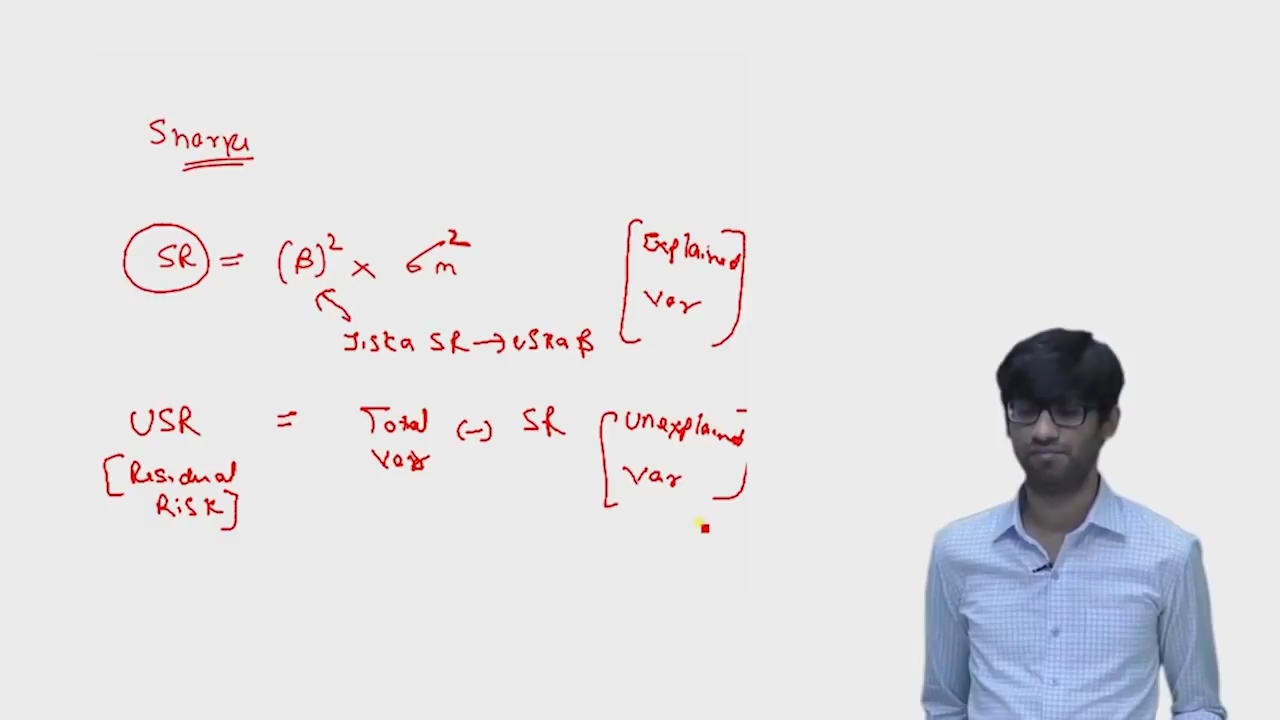 Sharpe
SR = (β)² × σm² [Explained
Var]
Jiska SR → uska β
USR = Total (-) SR [Unexplained
Var Var]
[Residual
Risk]